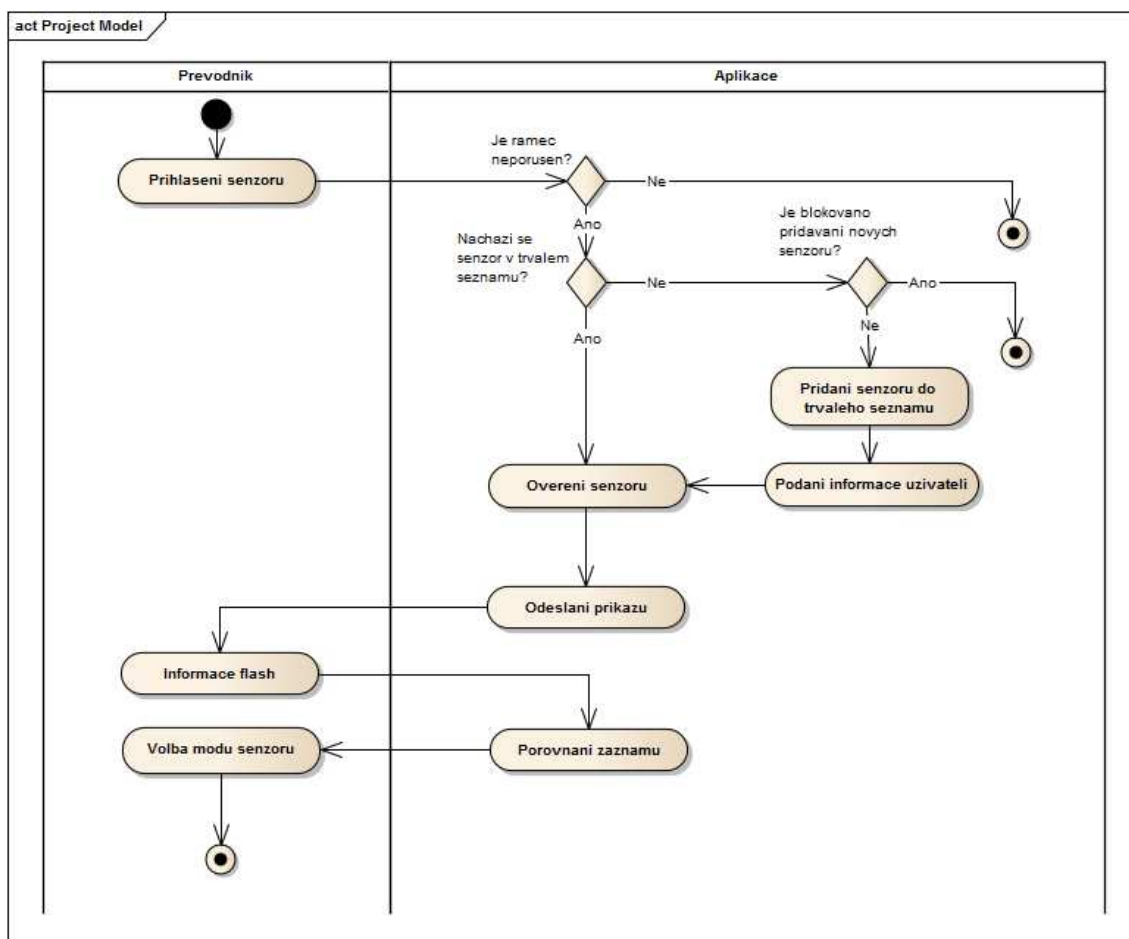 act Project Model
Prevodnik
Aplikace
Je ramec
neporusen?
Prihlaseni senzoru
Ne
Ano
Je blokovano
pridavani novych
senzoru?
Nachazi se
senzor v trvalem
seznamu?
Ne
Ano
Ne
Ano
Pridani senzoru do
trvaleho seznamu
Overeni senzoru
Podani informace uzivateli
Odeslani prikazu
Informace flash
Volba modu senzoru
Porovnani zaznamu